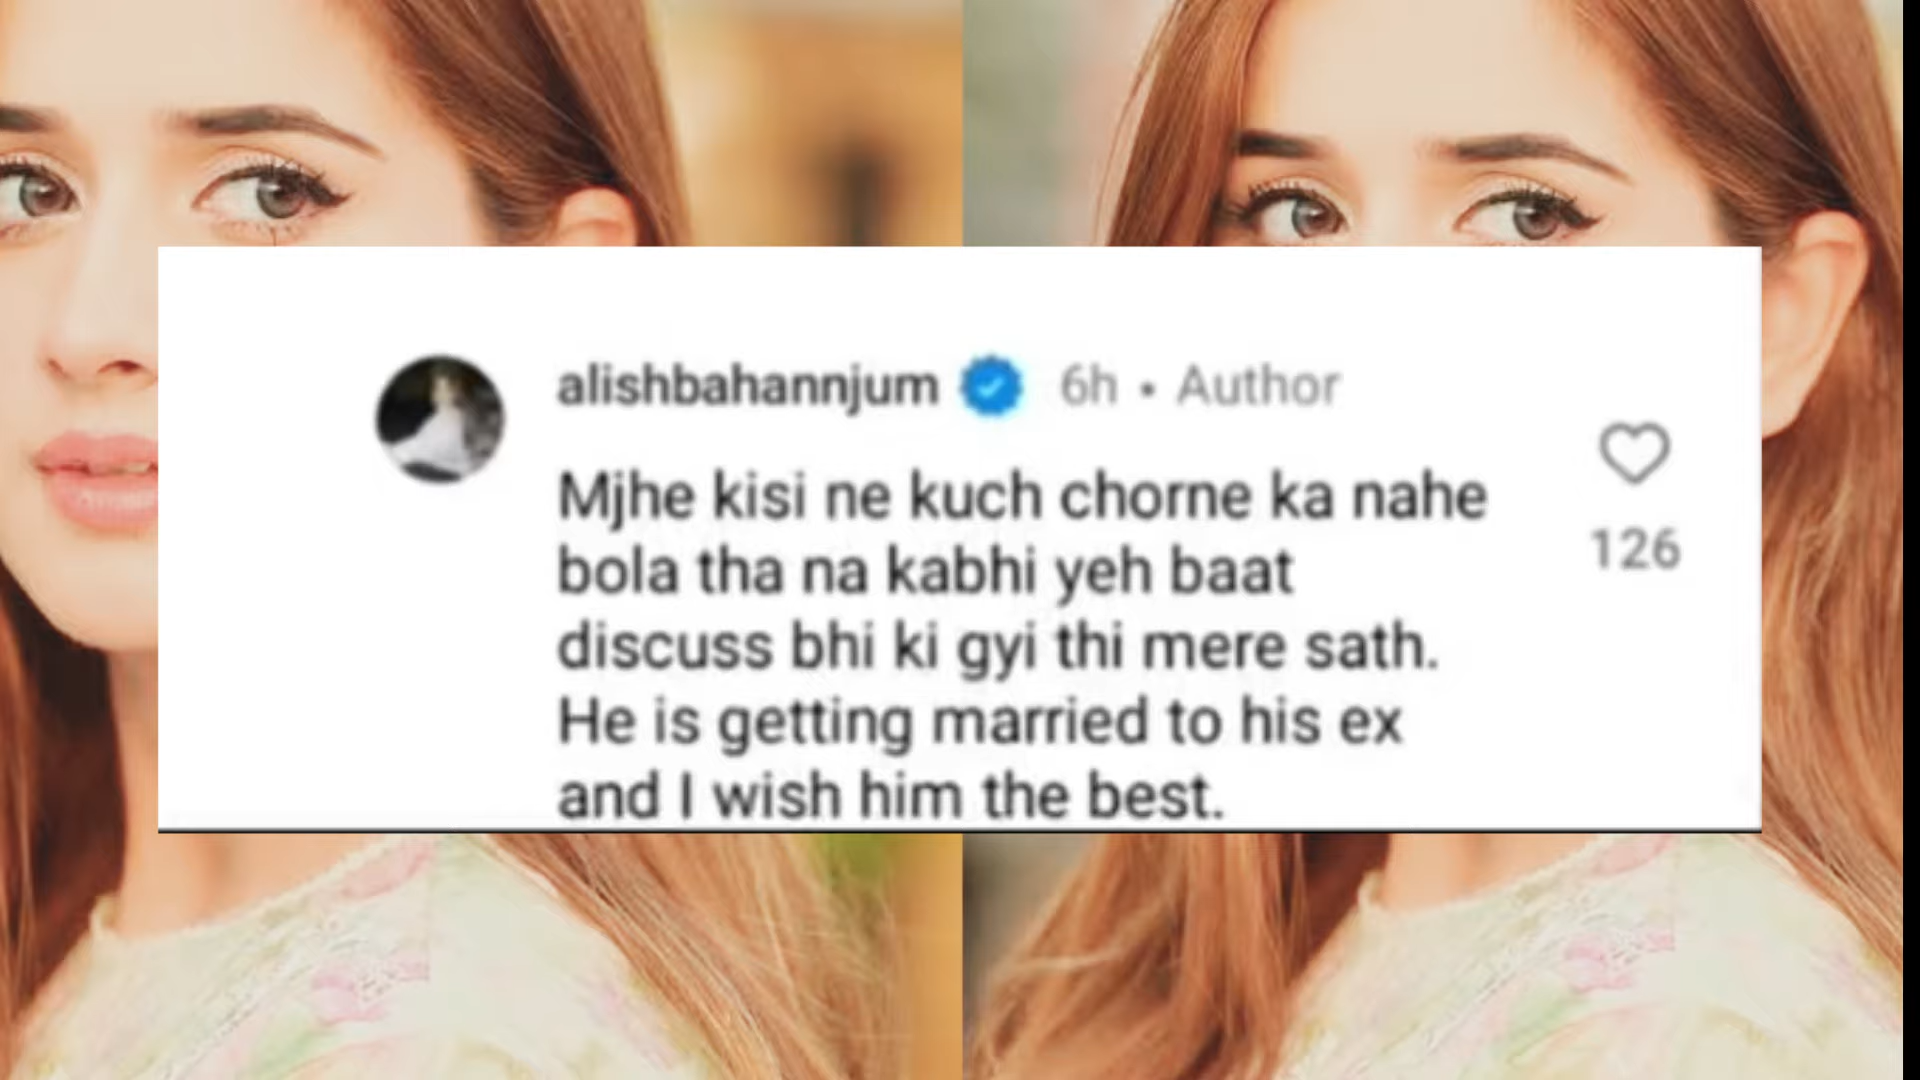 alishbahannjum 6h • Author
Mjhe kisi ne kuch chorne ka nahe
bola tha na kabhi yeh baat
discuss bhi ki gyi thi mere sath.
He is getting married to his ex
and I wish him the best.
126